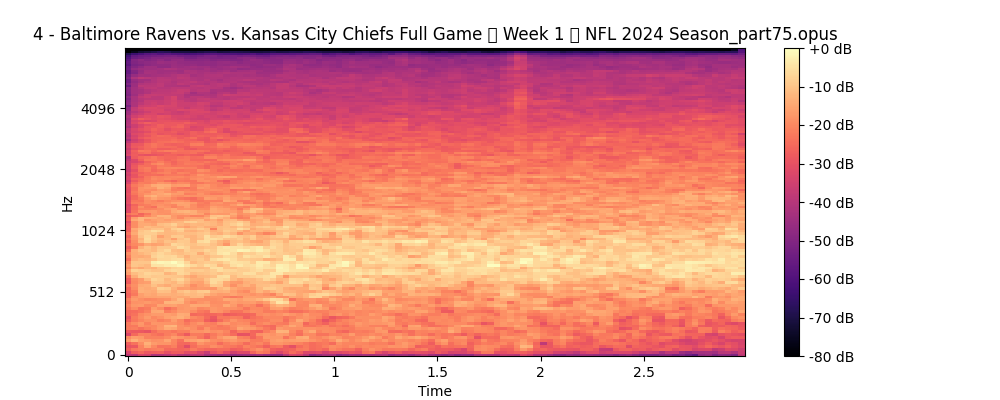 4 - Baltimore Ravens vs. Kansas City Chiefs Full Game ▯ Week 1 ▯ NFL 2024 Season_part75.opus
Hz
4096
2048
1024
512
0
0 0.5 1 1.5 2 2.5
Time
+0 dB
-10 dB
-20 dB
-30 dB
-40 dB
-50 dB
-60 dB
-70 dB
-80 dB